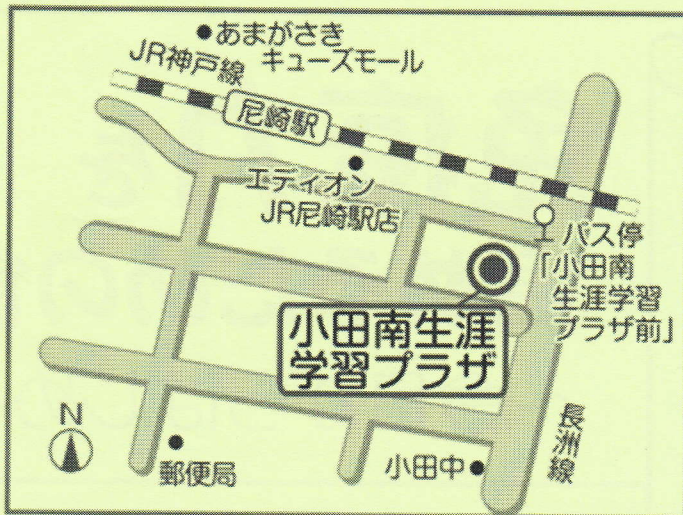 あまがさき
キューズモール
JR神戸線
尼崎駅
エディオン
JR尼崎駅店
バス停
「小田南
生涯学習
プラザ前」
小田南生涯
学習プラザ
長洲線
N
郵便局
小田中